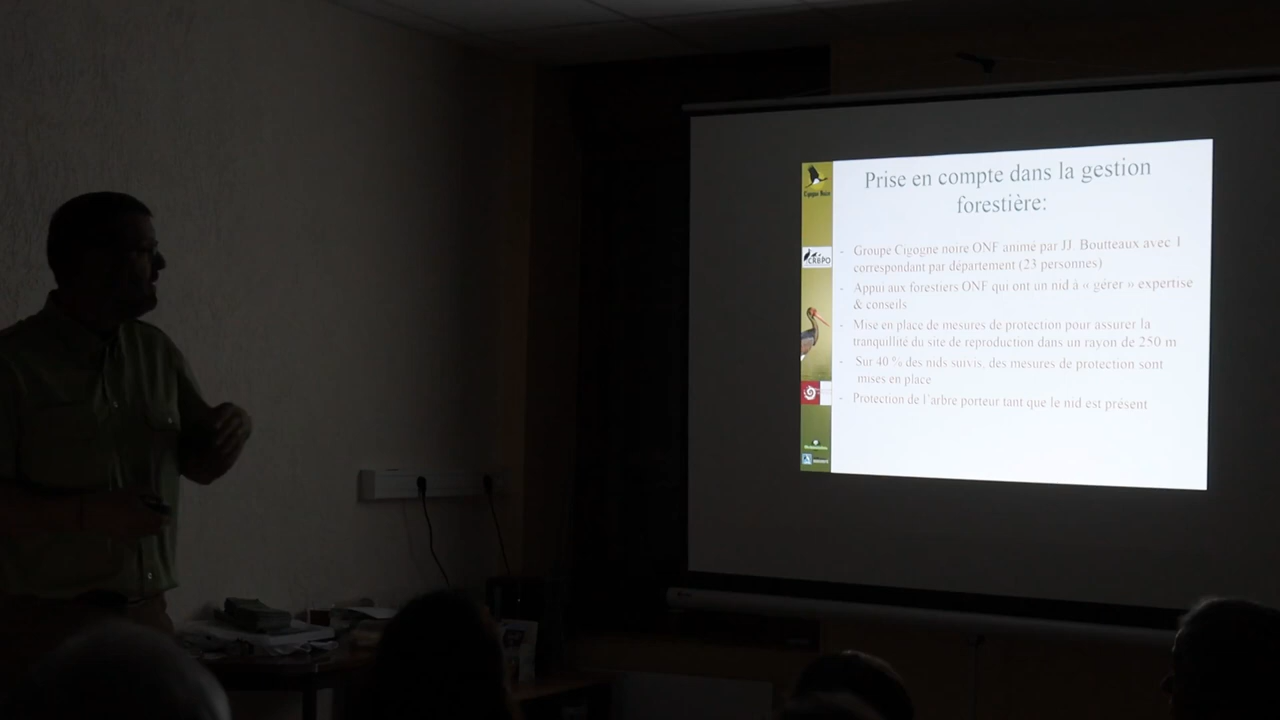 Prise en compte dans la gestion
forestière:
- Groupe Cigogne noire ONF animé par JJ Boutteaux avec 1
correspondant par département (23 personnes)
- Appui aux forestiers ONF qui ont un nid à « gérer » expertise
& conseils
- Mise en place de mesures de protection pour assurer la
tranquillité du site de reproduction dans un rayon de 250 m
- Sur 40 % des nids suivis, des mesures de protection sont
mises en place
- Protection de l'arbre porteur tant que le nid est présent
Cigogne Noire
CRBPO